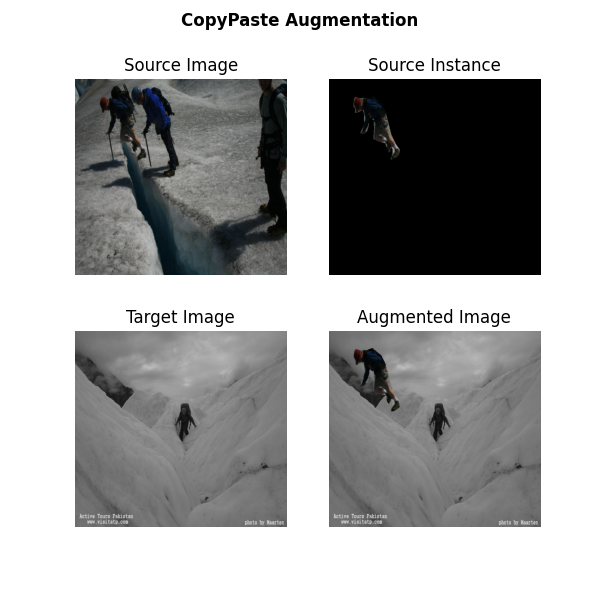 CopyPaste Augmentation
Source Image
Source Instance
Target Image
Augmented Image
Active Tours Pakistan
www.visitatp.com
photo by Maarten
Active Tours Pakistan
www.visitatp.com
photo by Maarten